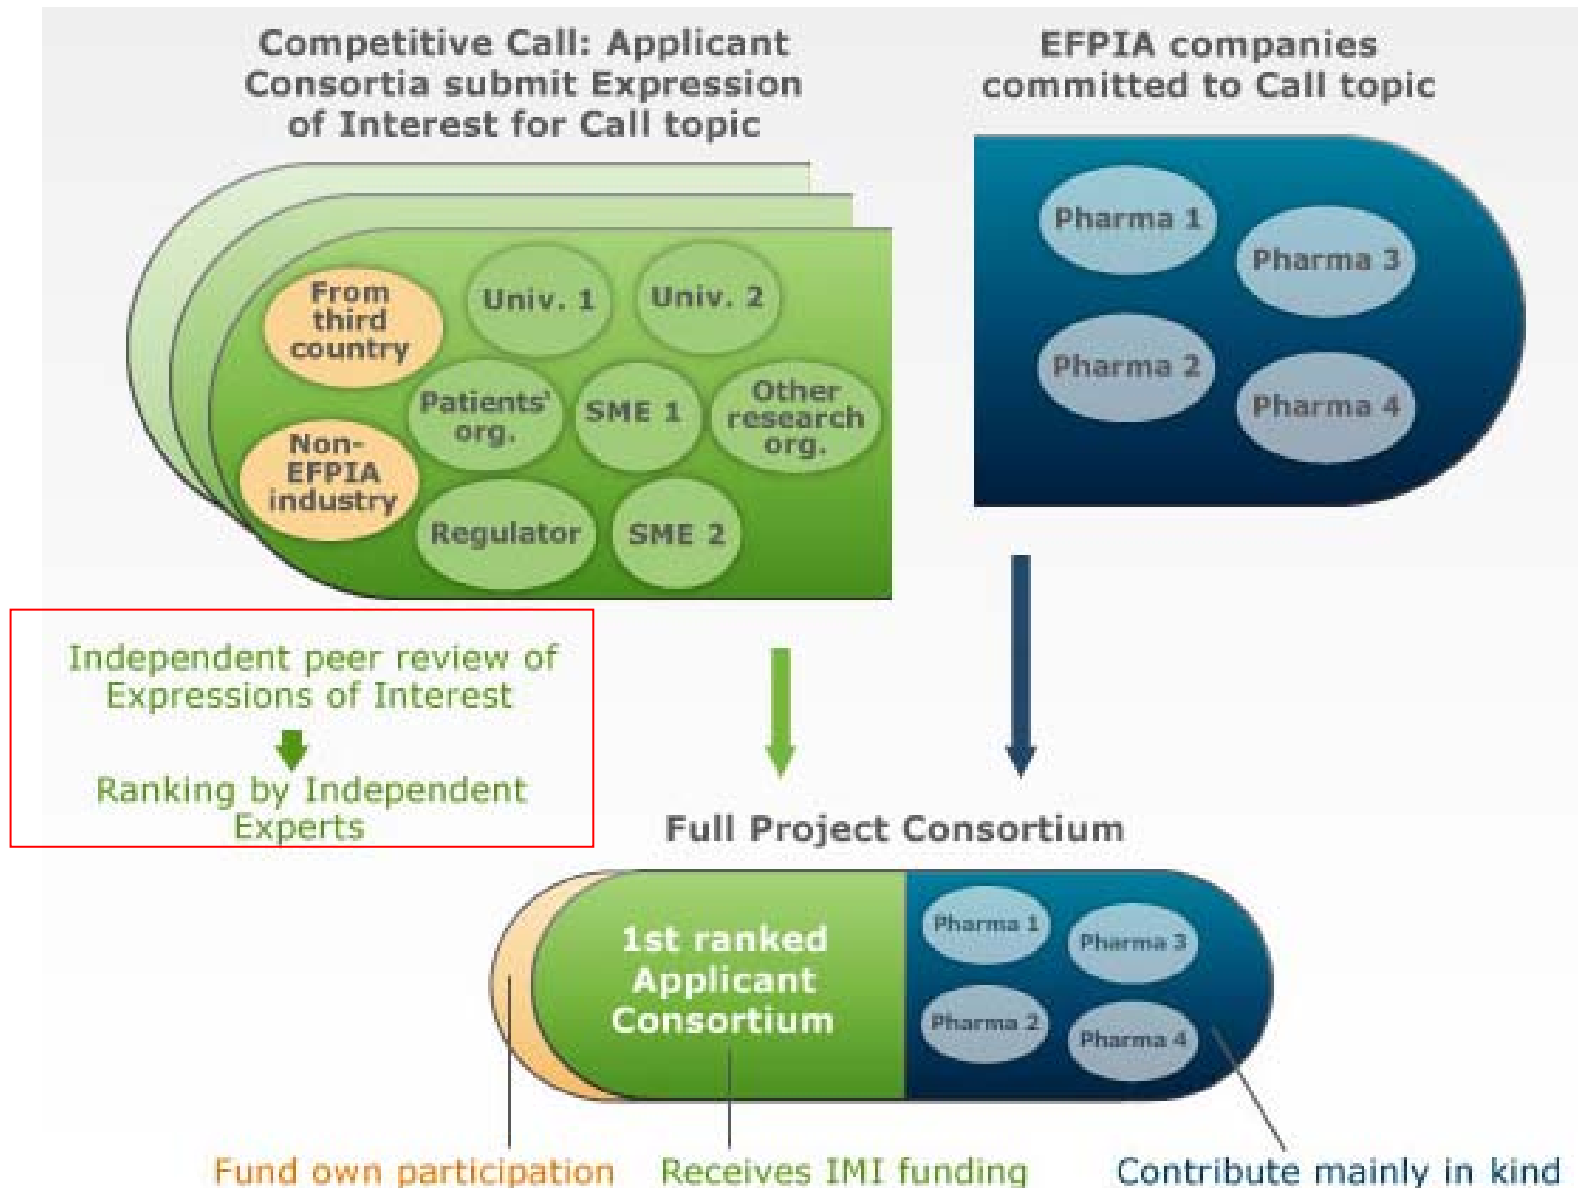 Competitive Call: Applicant
Consortia submit Expression
of Interest for Call topic
EFPIA companies
committed to Call topic
From
third
country
Univ. 1
Univ. 2
Patients'
org.
SME 1
Other
research
org.
Non-
EFPIA
industry
Regulator
SME 2
Pharma 1
Pharma 3
Pharma 2
Pharma 4
Independent peer review of
Expressions of Interest
Ranking by Independent
Experts
Full Project Consortium
1st ranked
Applicant
Consortium
Pharma 1
Pharma 3
Pharma 2
Pharma 4
Fund own participation
Receives IMI funding
Contribute mainly in kind